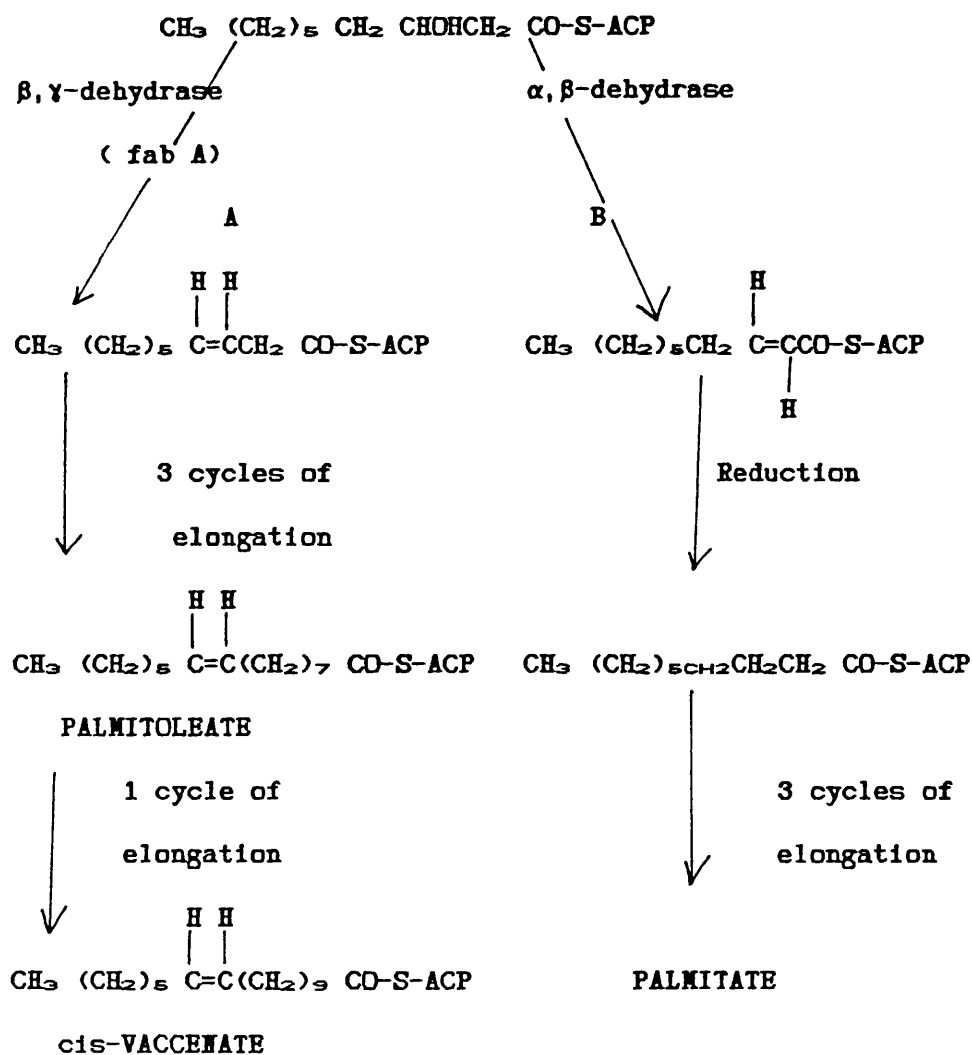 CH₃ (CH₂)₅ CH₂ CHOHCH₂ CO-S-ACP
β,γ-dehydrase α,β-dehydrase
( fab A)
A B
H H H
CH₃ (CH₂)₅ C=CCH₂ CO-S-ACP CH₃ (CH₂)₅CH₂ C=CCO-S-ACP
H
3 cycles of Reduction
elongation
H H
CH₃ (CH₂)₅ C=C(CH₂)₇ CO-S-ACP CH₃ (CH₂)₅CH₂CH₂CH₂ CO-S-ACP
PALMITOLEATE
1 cycle of 3 cycles of
elongation elongation
H H
CH₃ (CH₂)₅ C=C(CH₂)₉ CO-S-ACP PALMITATE
cis-VACCENATE